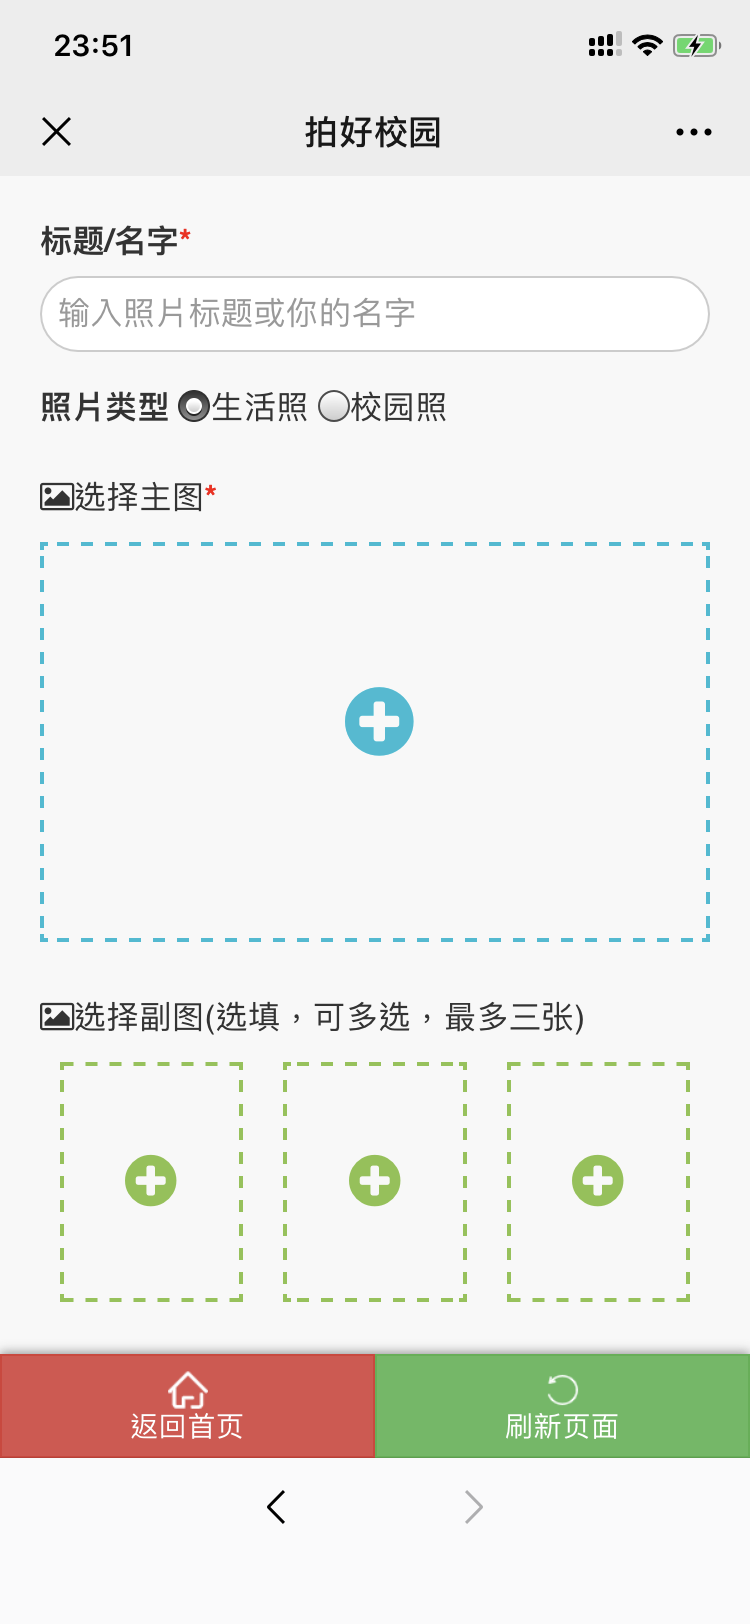 23:51
拍好校园
标题/名字*
输入照片标题或你的名字
照片类型 生活照 校园照
选择主图*
选择副图(选填，可多选，最多三张)
返回首页 刷新页面